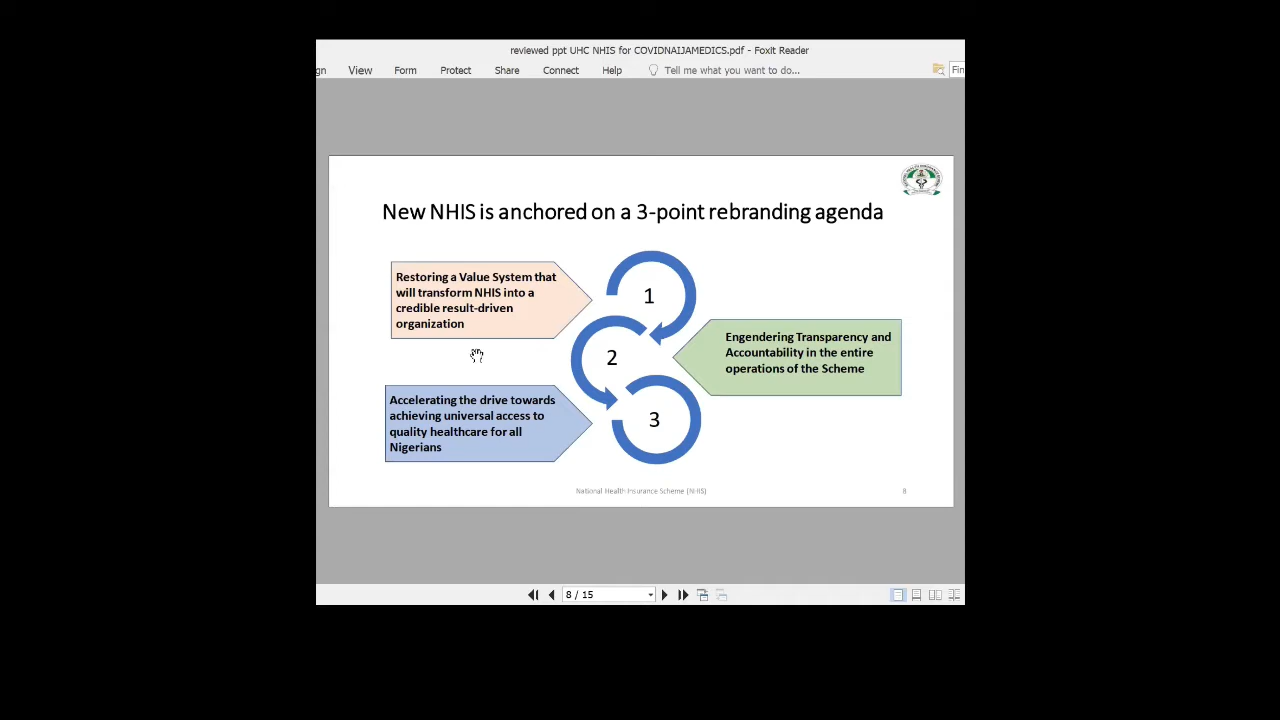 reviewed ppt UHC NHIS for COVIDNAIJAMEDICS.pdf - Foxit Reader
gn View Form Protect Share Connect Help Tell me what you want to do... Fin
New NHIS is anchored on a 3-point rebranding agenda
Restoring a Value System that
will transform NHIS into a
credible result-driven
organization
1
Engendering Transparency and
Accountability in the entire
operations of the Scheme
2
Accelerating the drive towards
achieving universal access to
quality healthcare for all
Nigerians
3
National Health Insurance Scheme (NHIS)
8
8 / 15